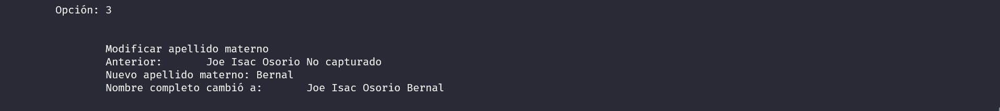 Opción: 3
Modificar apellido materno
Anterior: Joe Isac Osorio No capturado
Nuevo apellido materno: Bernal
Nombre completo cambió a: Joe Isac Osorio Bernal